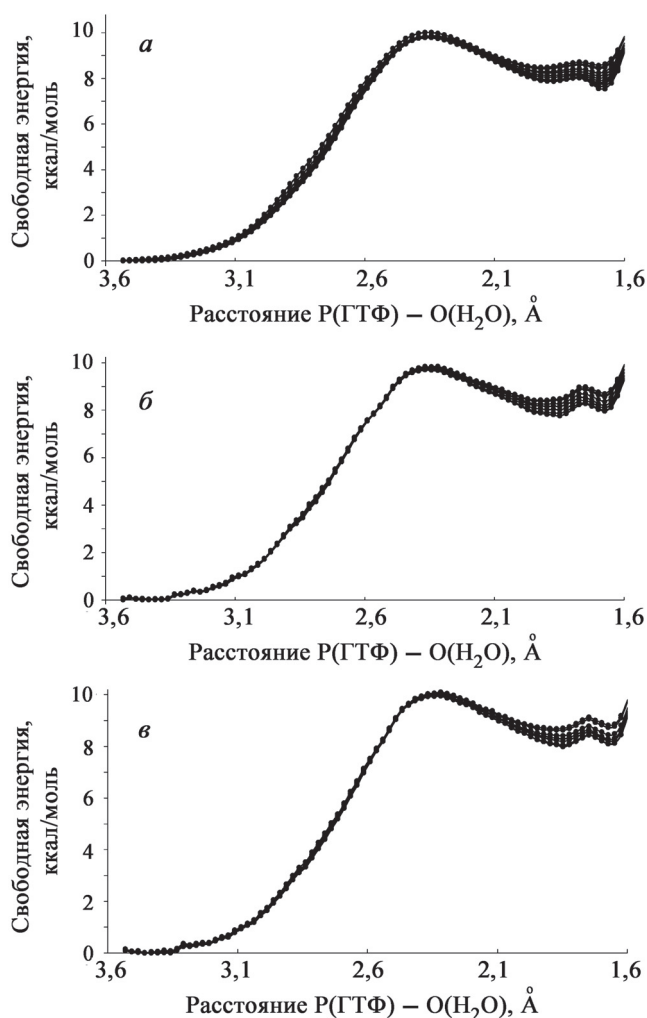 а
Свободная энергия,
ккал/моль
10
8
6
4
2
0
3,6 3,1 2,6 2,1 1,6
Расстояние Р(ГТФ) – О(H₂O), Å
б
Свободная энергия,
ккал/моль
10
8
6
4
2
0
3,6 3,1 2,6 2,1 1,6
Расстояние Р(ГТФ) – О(H₂O), Å
в
Свободная энергия,
ккал/моль
10
8
6
4
2
0
3,6 3,1 2,6 2,1 1,6
Расстояние Р(ГТФ) – О(H₂O), Å